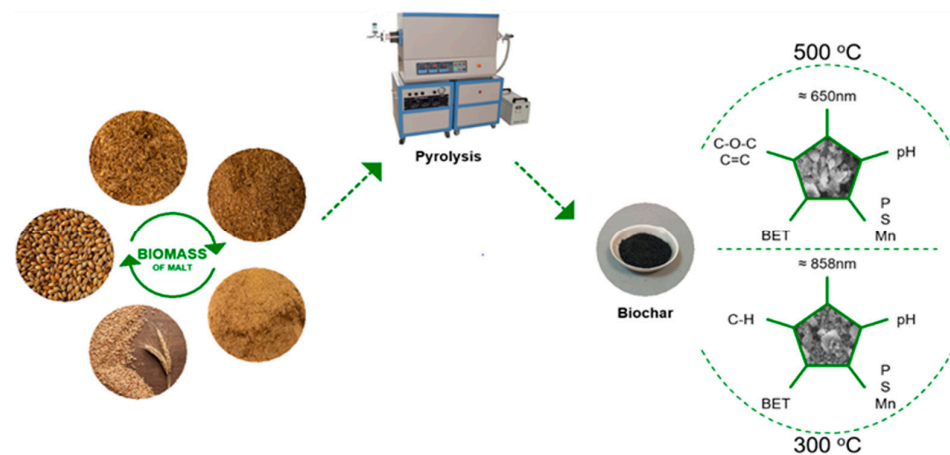 BIOMASS
OF MALT
Pyrolysis
Biochar
500 °C
≈ 650nm
C-O-C
C=C
pH
BET
P
S
Mn
≈ 858nm
C-H
pH
BET
P
S
Mn
300 °C